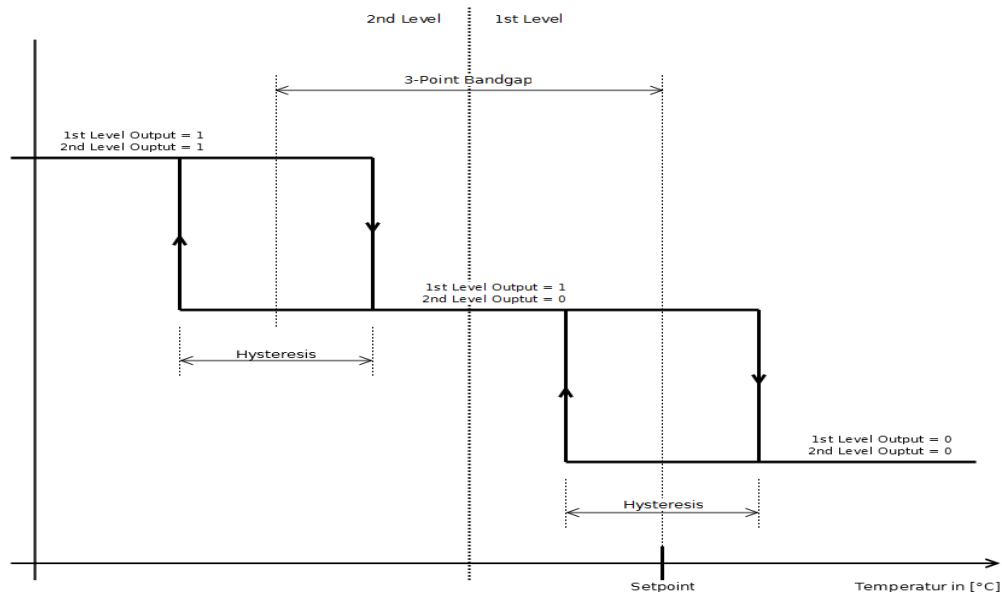 2nd Level
1st Level
3-Point Bandgap
1st Level Output = 1
2nd Level Ouptut = 1
1st Level Output = 1
2nd Level Ouptut = 0
Hysteresis
1st Level Output = 0
2nd Level Ouptut = 0
Hysteresis
Setpoint
Temperatur in [°C]